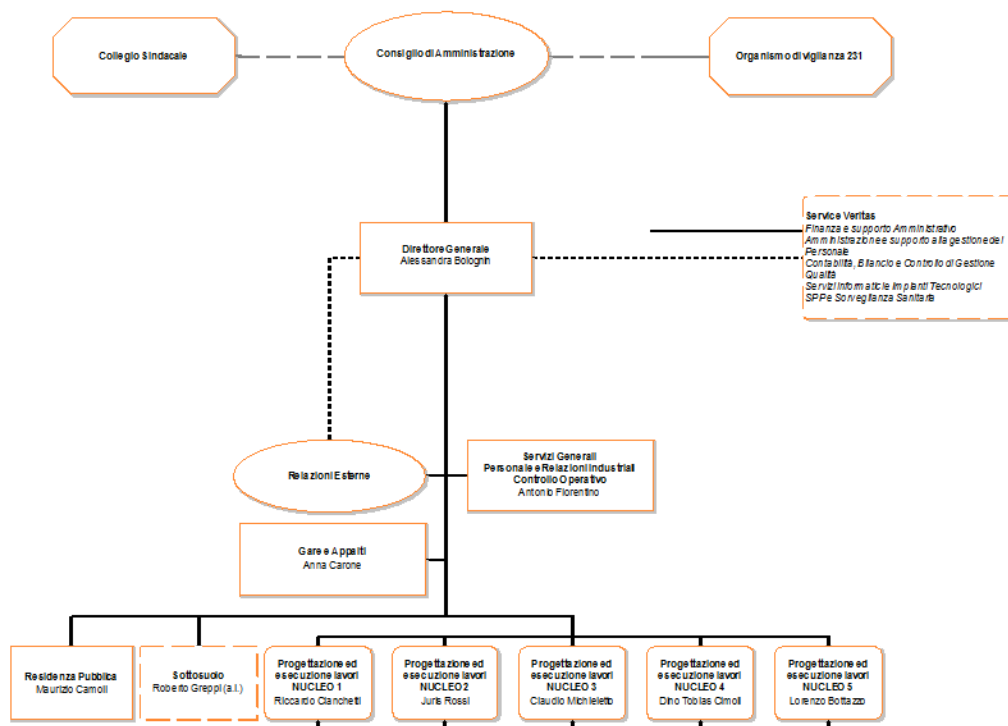 Collegio Sindacale
Consiglio di Amministrazione
Organismo di vigilanza 231
Service Veritas
Finanza e supporto Amministrativo
Amministrazione e supporto alla gestione del
Personale
Contabilità, Bilancio e Controllo di Gestione
Qualità
Servizi Informatici e Impianti Tecnologici
SPP e Sorveglianza Sanitaria
Direttore Generale
Alessandra Bolognin
Relazioni Esterne
Servizi Generali
Personale e Relazioni Industriali
Controllo Operativo
Antonio Fiorentino
Gare e Appalti
Anna Carone
Residenza Pubblica
Maurizio Camoli
Sottosuolo
Roberto Greppi (a.i.)
Progettazione ed
esecuzione lavori
NUCLEO 1
Riccardo Cianchetti
Progettazione ed
esecuzione lavori
NUCLEO 2
Juris Rossi
Progettazione ed
esecuzione lavori
NUCLEO 3
Claudio Michieletto
Progettazione ed
esecuzione lavori
NUCLEO 4
Dino Tobias Cimoli
Progettazione ed
esecuzione lavori
NUCLEO 5
Lorenzo Bottazzo